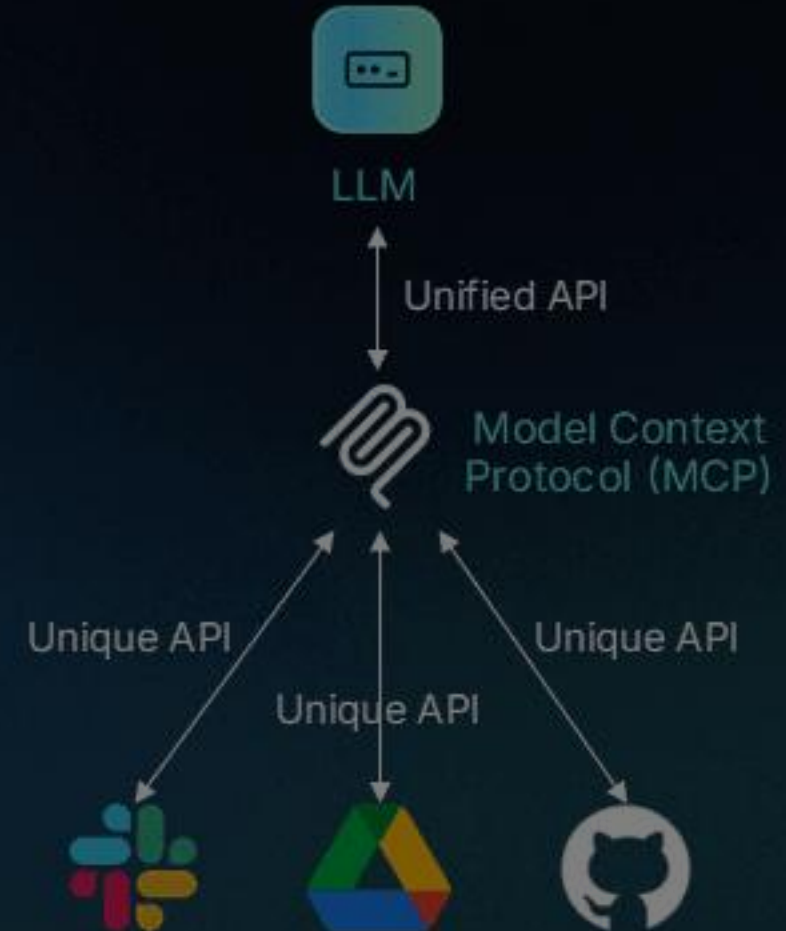 LLM
Unified API
Model Context
Protocol (MCP)
Unique API
Unique API
Unique API